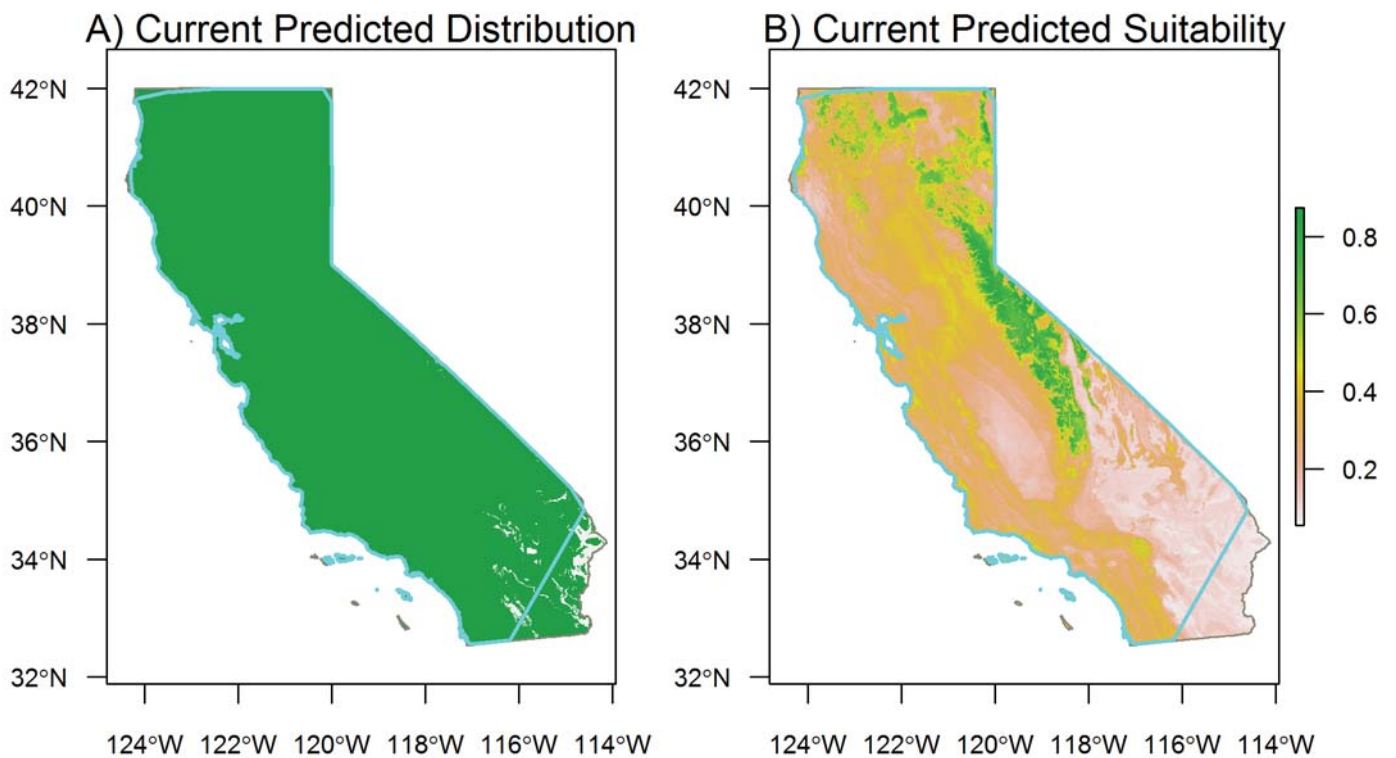 A) Current Predicted Distribution
42°N
40°N
38°N
36°N
34°N
32°N
124°W 122°W 120°W 118°W 116°W 114°W
B) Current Predicted Suitability
42°N
40°N
38°N
36°N
34°N
32°N
124°W 122°W 120°W 118°W 116°W 114°W
0.8
0.6
0.4
0.2